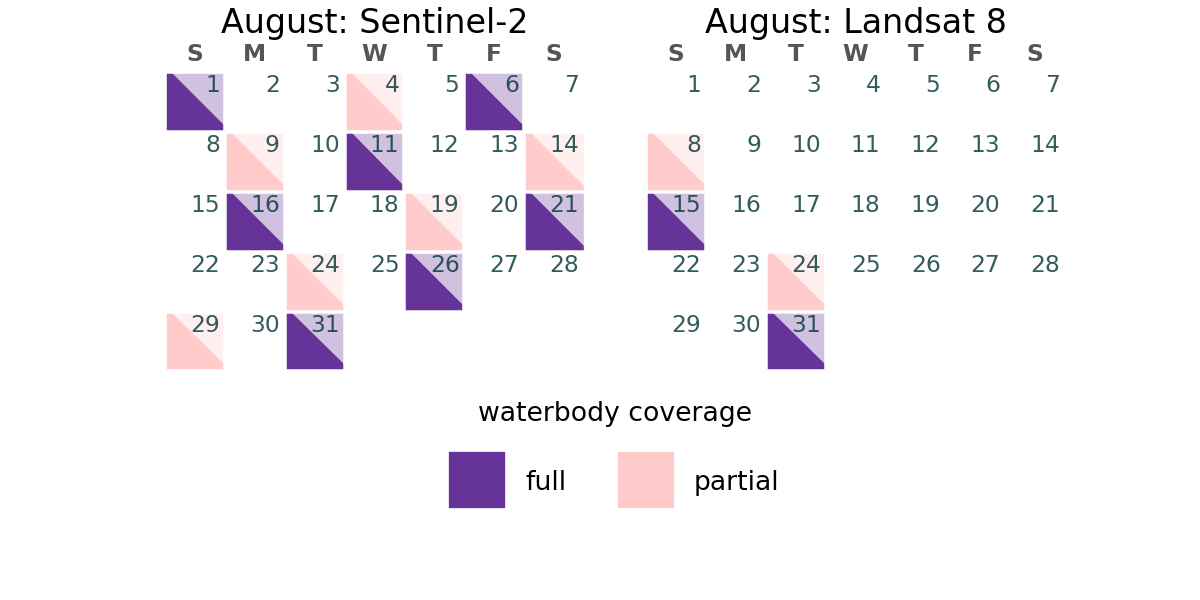 August: Sentinel-2
S M T W T F S
1 2 3 4 5 6 7
8 9 10 11 12 13 14
15 16 17 18 19 20 21
22 23 24 25 26 27 28
29 30 31
August: Landsat 8
S M T W T F S
1 2 3 4 5 6 7
8 9 10 11 12 13 14
15 16 17 18 19 20 21
22 23 24 25 26 27 28
29 30 31
waterbody coverage
full partial